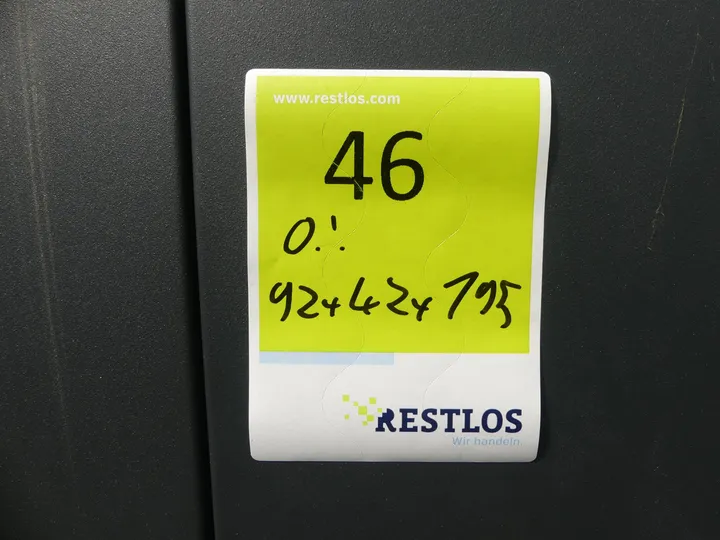 www.restlos.com
46
92x42x195
RESTLOS
Wir handeln